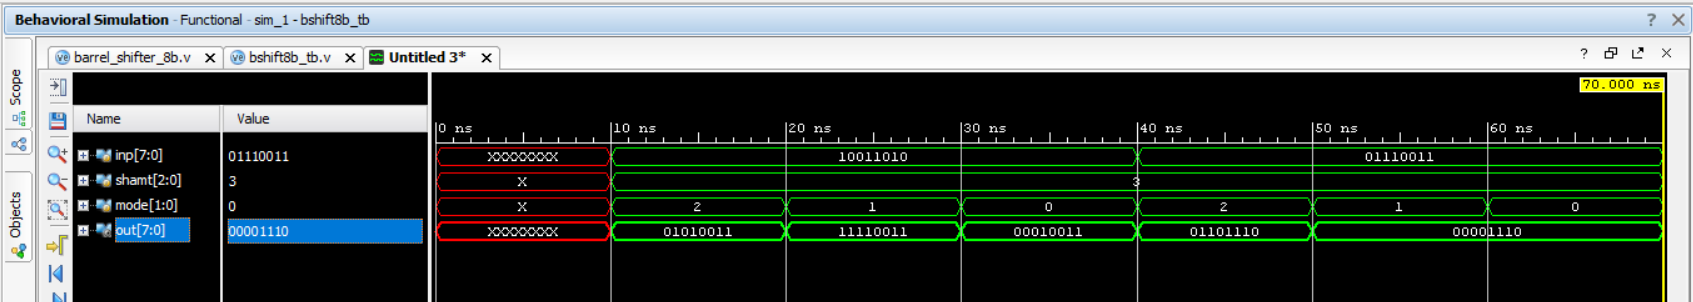 Behavioral Simulation - Functional - sim_1 - bshift8b_tb ?
Scope
Objects
barrel_shifter_8b.v bshift8b_tb.v Untitled 3* ?
70.000 ns
Name Value
0 ns 10 ns 20 ns 30 ns 40 ns 50 ns 60 ns
inp[7:0] 01110011 XXXXXXXX 10011010 01110011
shamt[2:0] 3 X 3
mode[1:0] 0 X 2 1 0 2 1 0
out[7:0] 00001110 XXXXXXXX 01010011 11110011 00010011 01101110 00001110